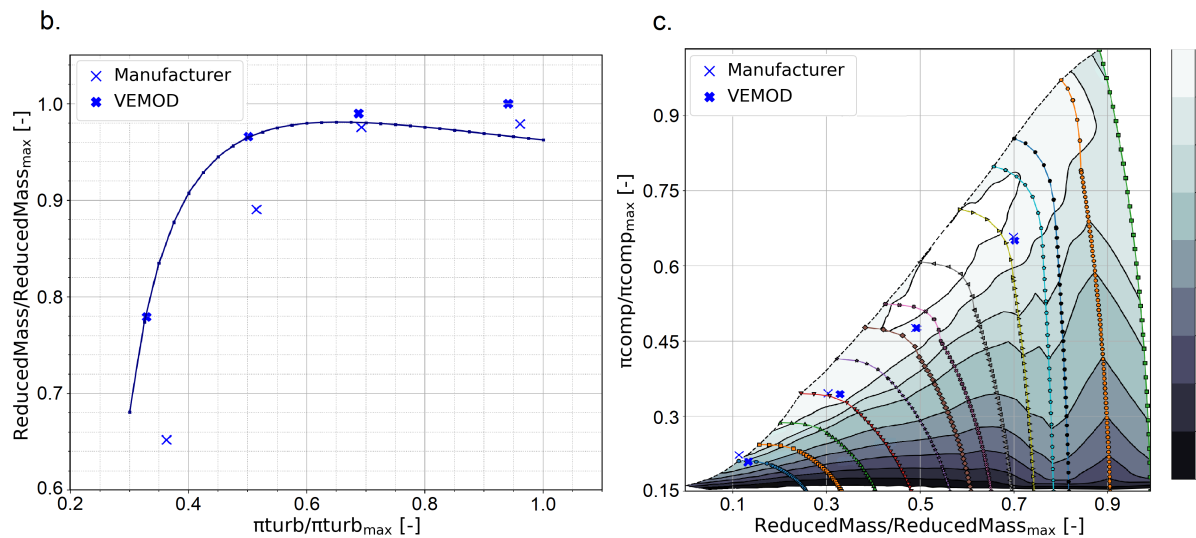 b.
Manufacturer
VEMOD
1.0
0.9
0.8
0.7
0.6
0.2
0.4
0.6
0.8
1.0
ReducedMass/ReducedMassmax [-]
πturb/πturbmax [-]
c.
Manufacturer
VEMOD
0.9
0.75
0.6
0.45
0.3
0.15
0.1
0.3
0.5
0.7
0.9
πcomp/πcompmax [-]
ReducedMass/ReducedMassmax [-]